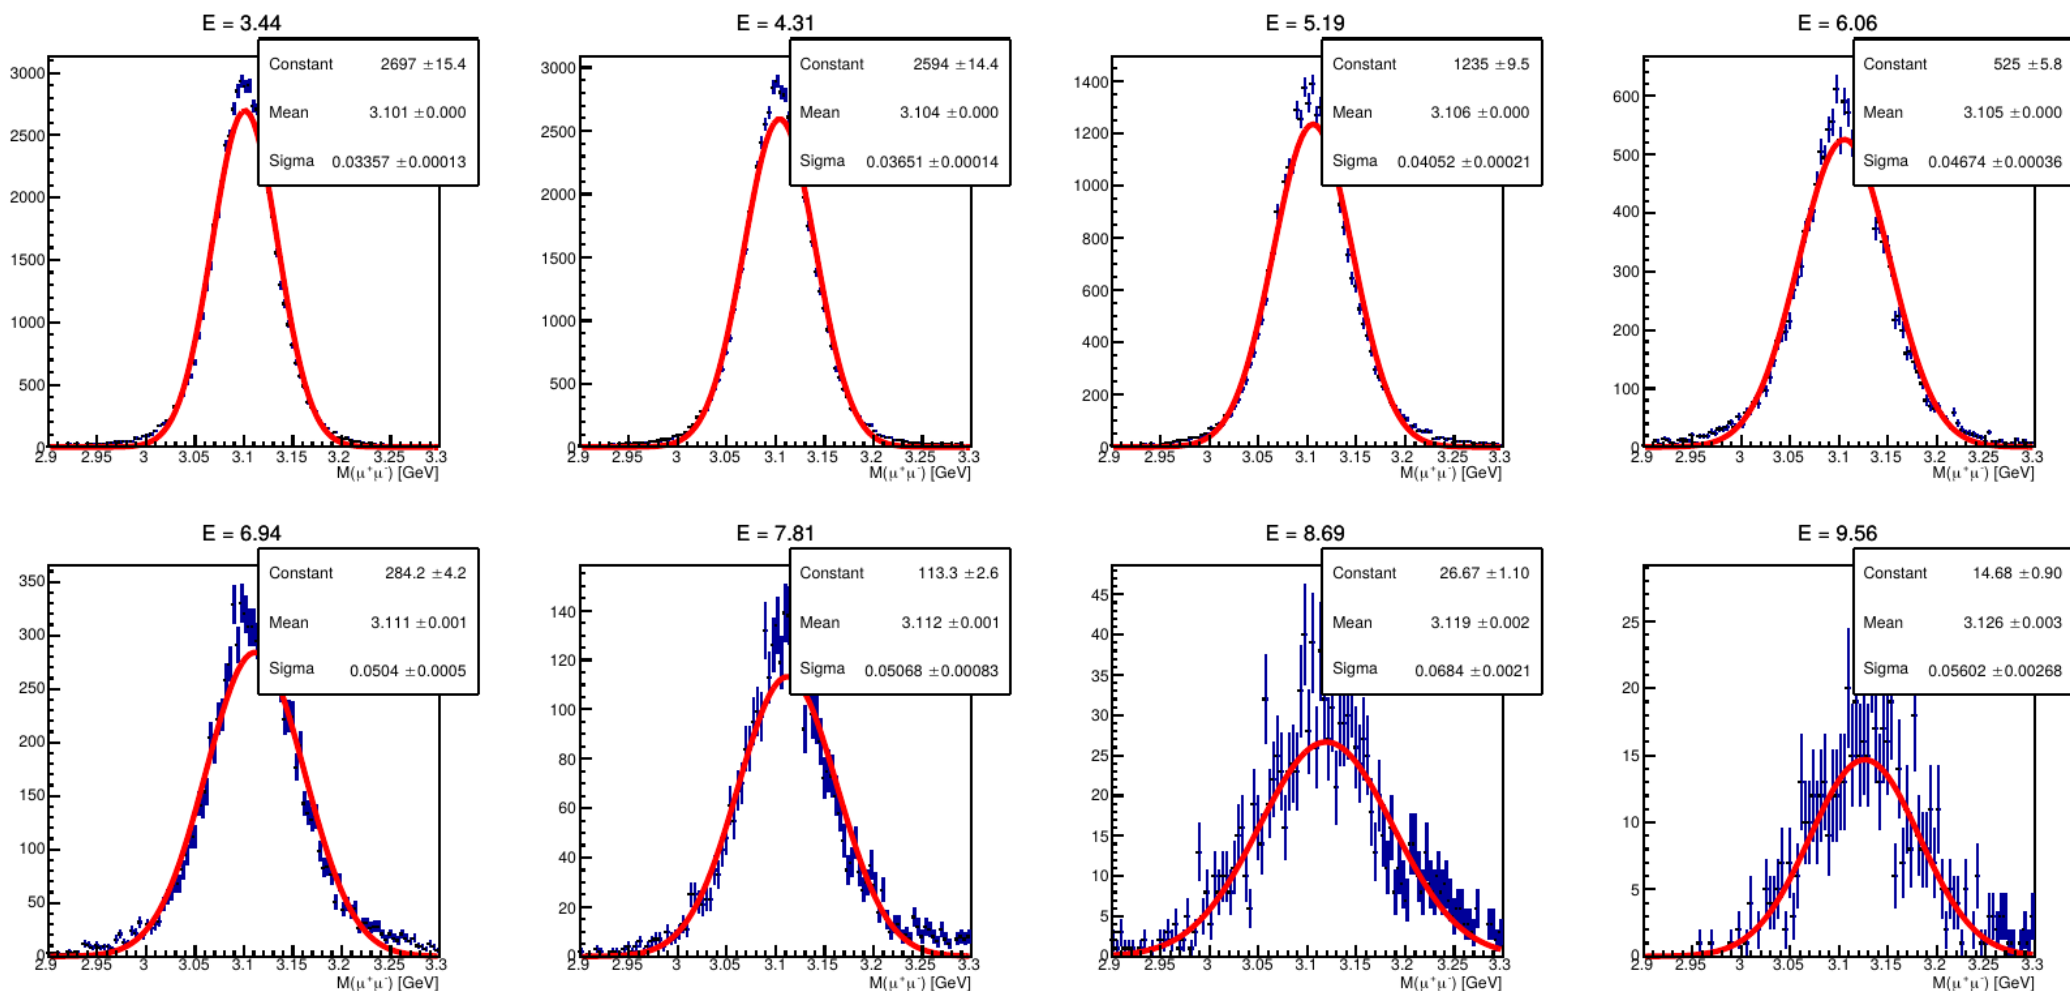 E = 3.44
Constant 2697 ±15.4
Mean 3.101 ±0.000
Sigma 0.03357 ±0.00013
3000
2500
2000
1500
1000
500
0
2.9 2.95 3 3.05 3.1 3.15 3.2 3.25 3.3
M(μ⁺μ⁻) [GeV]
E = 4.31
Constant 2594 ±14.4
Mean 3.104 ±0.000
Sigma 0.03651 ±0.00014
3000
2500
2000
1500
1000
500
0
2.9 2.95 3 3.05 3.1 3.15 3.2 3.25 3.3
M(μ⁺μ⁻) [GeV]
E = 5.19
Constant 1235 ±9.5
Mean 3.106 ±0.000
Sigma 0.04052 ±0.00021
1400
1200
1000
800
600
400
200
0
2.9 2.95 3 3.05 3.1 3.15 3.2 3.25 3.3
M(μ⁺μ⁻) [GeV]
E = 6.06
Constant 525 ±5.8
Mean 3.105 ±0.000
Sigma 0.04674 ±0.00036
600
500
400
300
200
100
0
2.9 2.95 3 3.05 3.1 3.15 3.2 3.25 3.3
M(μ⁺μ⁻) [GeV]
E = 6.94
Constant 284.2 ±4.2
Mean 3.111 ±0.001
Sigma 0.0504 ±0.0005
350
300
250
200
150
100
50
0
2.9 2.95 3 3.05 3.1 3.15 3.2 3.25 3.3
M(μ⁺μ⁻) [GeV]
E = 7.81
Constant 113.3 ±2.6
Mean 3.112 ±0.001
Sigma 0.05068 ±0.00083
140
120
100
80
60
40
20
0
2.9 2.95 3 3.05 3.1 3.15 3.2 3.25 3.3
M(μ⁺μ⁻) [GeV]
E = 8.69
Constant 26.67 ±1.10
Mean 3.119 ±0.002
Sigma 0.0684 ±0.0021
45
40
35
30
25
20
15
10
5
0
2.9 2.95 3 3.05 3.1 3.15 3.2 3.25 3.3
M(μ⁺μ⁻) [GeV]
E = 9.56
Constant 14.68 ±0.90
Mean 3.126 ±0.003
Sigma 0.05602 ±0.00268
25
20
15
10
5
0
2.9 2.95 3 3.05 3.1 3.15 3.2 3.25 3.3
M(μ⁺μ⁻) [GeV]